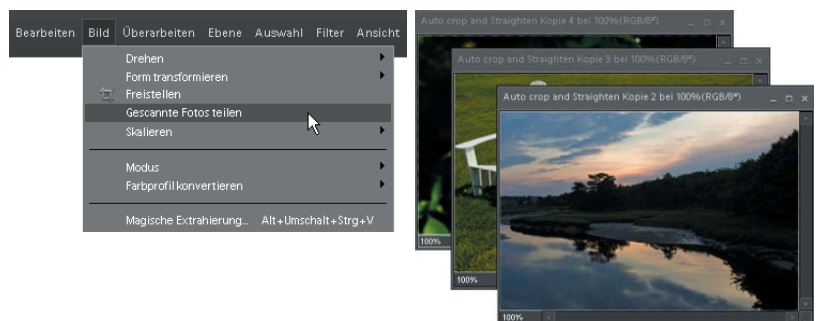 Bearbeiten Bild Überarbeiten Ebene Auswahl Filter Ansicht
Drehen
Form transformieren
Freistellen
Gescannte Fotos teilen
Skalieren
Modus
Farbprofil konvertieren
Magische Extrahierung... Alt+Umschalt+Strg+V
Auto crop and Straighten Kopie 4 bei 100% (RGB/8*)
Auto crop and Straighten Kopie 3 bei 100% (RGB/8*)
Auto crop and Straighten Kopie 2 bei 100% (RGB/8*)
100%
100%
100%